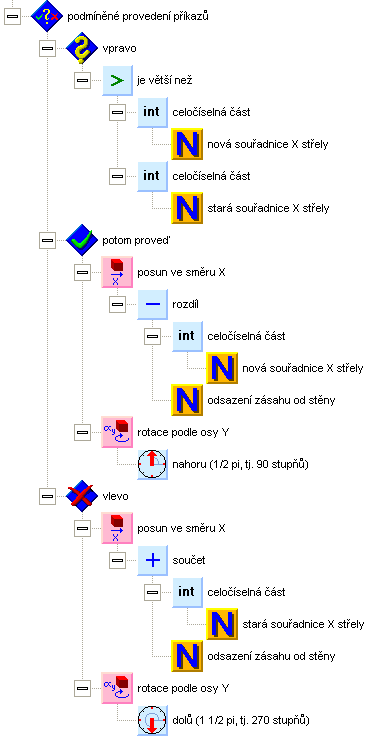 podmíněné provedení příkazů
vpravo
je větší než
int celočíselná část
N nová souřadnice X střely
int celočíselná část
N stará souřadnice X střely
potom proveď
X posun ve směru X
rozdíl
int celočíselná část
N nová souřadnice X střely
N odsazení zásahu od stěny
αy rotace podle osy Y
nahoru (1/2 pi, tj. 90 stupňů)
vlevo
X posun ve směru X
součet
int celočíselná část
N stará souřadnice X střely
N odsazení zásahu od stěny
αy rotace podle osy Y
dolů (1 1/2 pi, tj. 270 stupňů)